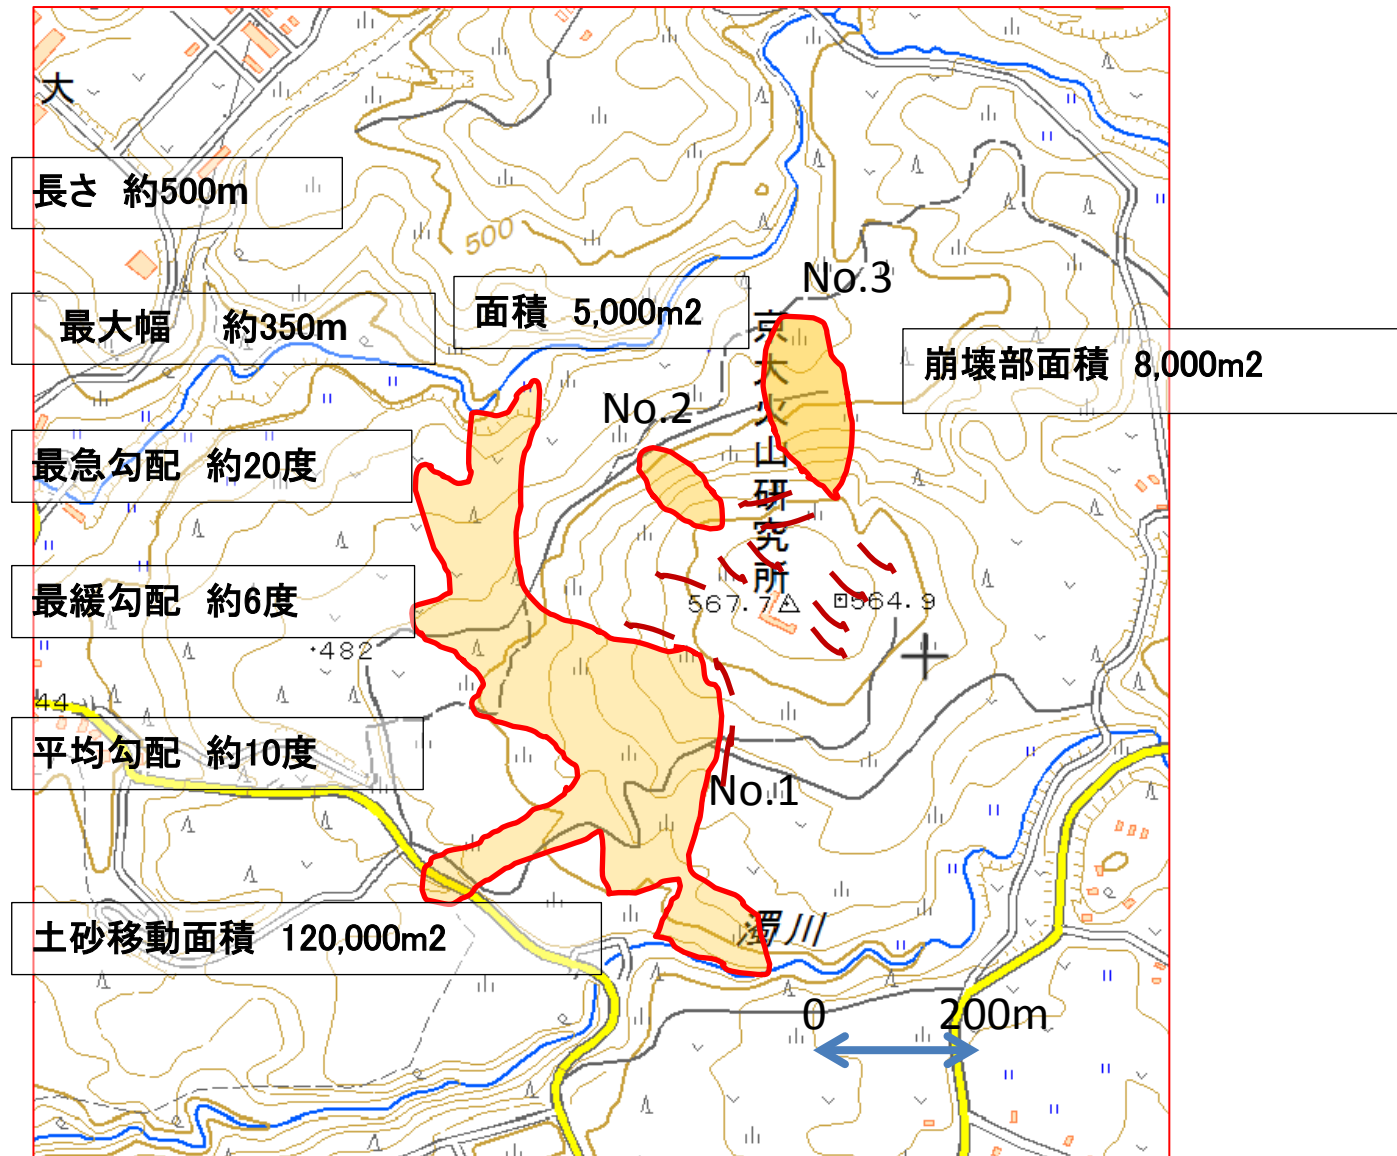 大
長さ 約500m
500
No.3
最大幅 約350m
面積 5,000m2
崩壊部面積 8,000m2
京大火山研究所
No.2
最急勾配 約20度
最緩勾配 約6度
567.7
564.9
482
44
平均勾配 約10度
No.1
土砂移動面積 120,000m2
濁川
0 200m